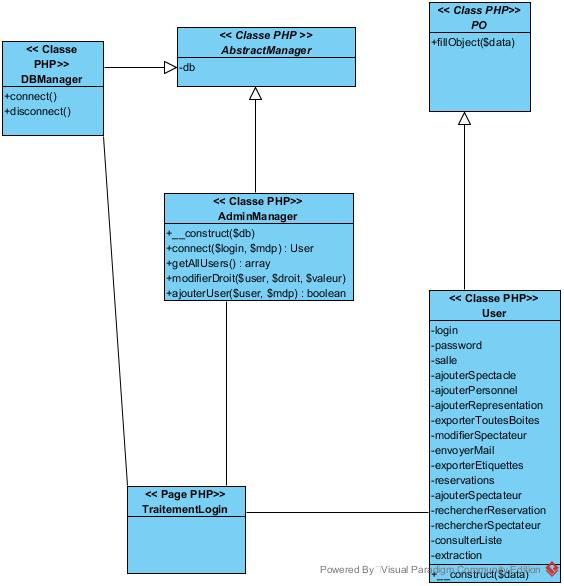 << Classe
PHP>>
DBManager
+connect()
+disconnect()
<< Classe PHP >>
AbstractManager
-db
<< Class PHP>>
PO
+fillObject($data)
<< Classe PHP>>
AdminManager
+__construct($db)
+connect($login, $mdp) : User
+getAllUsers() : array
+modifierDroit($user, $droit, $valeur)
+ajouterUser($user, $mdp) : boolean
<< Classe PHP>>
User
-login
-password
-salle
-ajouterSpectacle
-ajouterPersonnel
-ajouterRepresentation
-exporterToutesBoites
-modifierSpectateur
-envoyerMail
-exporterEtiquettes
-reservations
-ajouterSpectateur
-rechercherReservation
-rechercherSpectateur
-consulterListe
-extraction
+__construct($data)
<< Page PHP>>
TraitementLogin
Powered By Visual Paradigm Community Edition